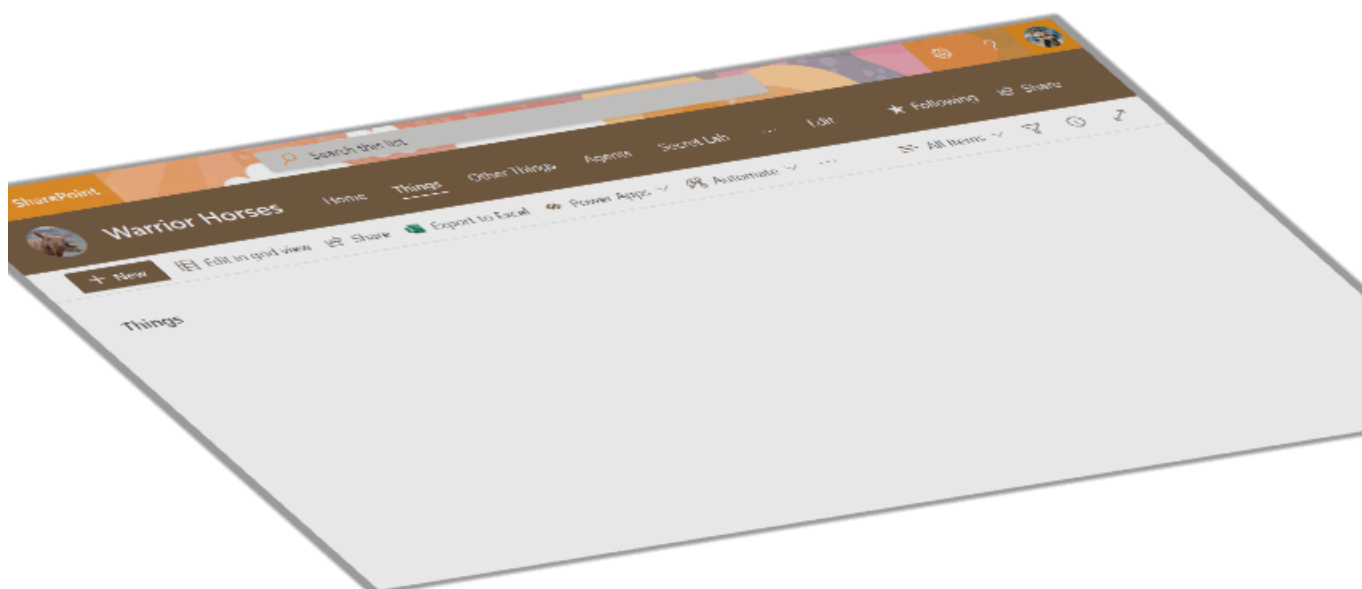 SharePoint
Search this list
?
Warrior Horses
Home Things Other Things Agents Secret Lab ... Edit
Following Share
+ New Edit in grid view Share Export to Excel Power Apps Automate ... All Items
Things